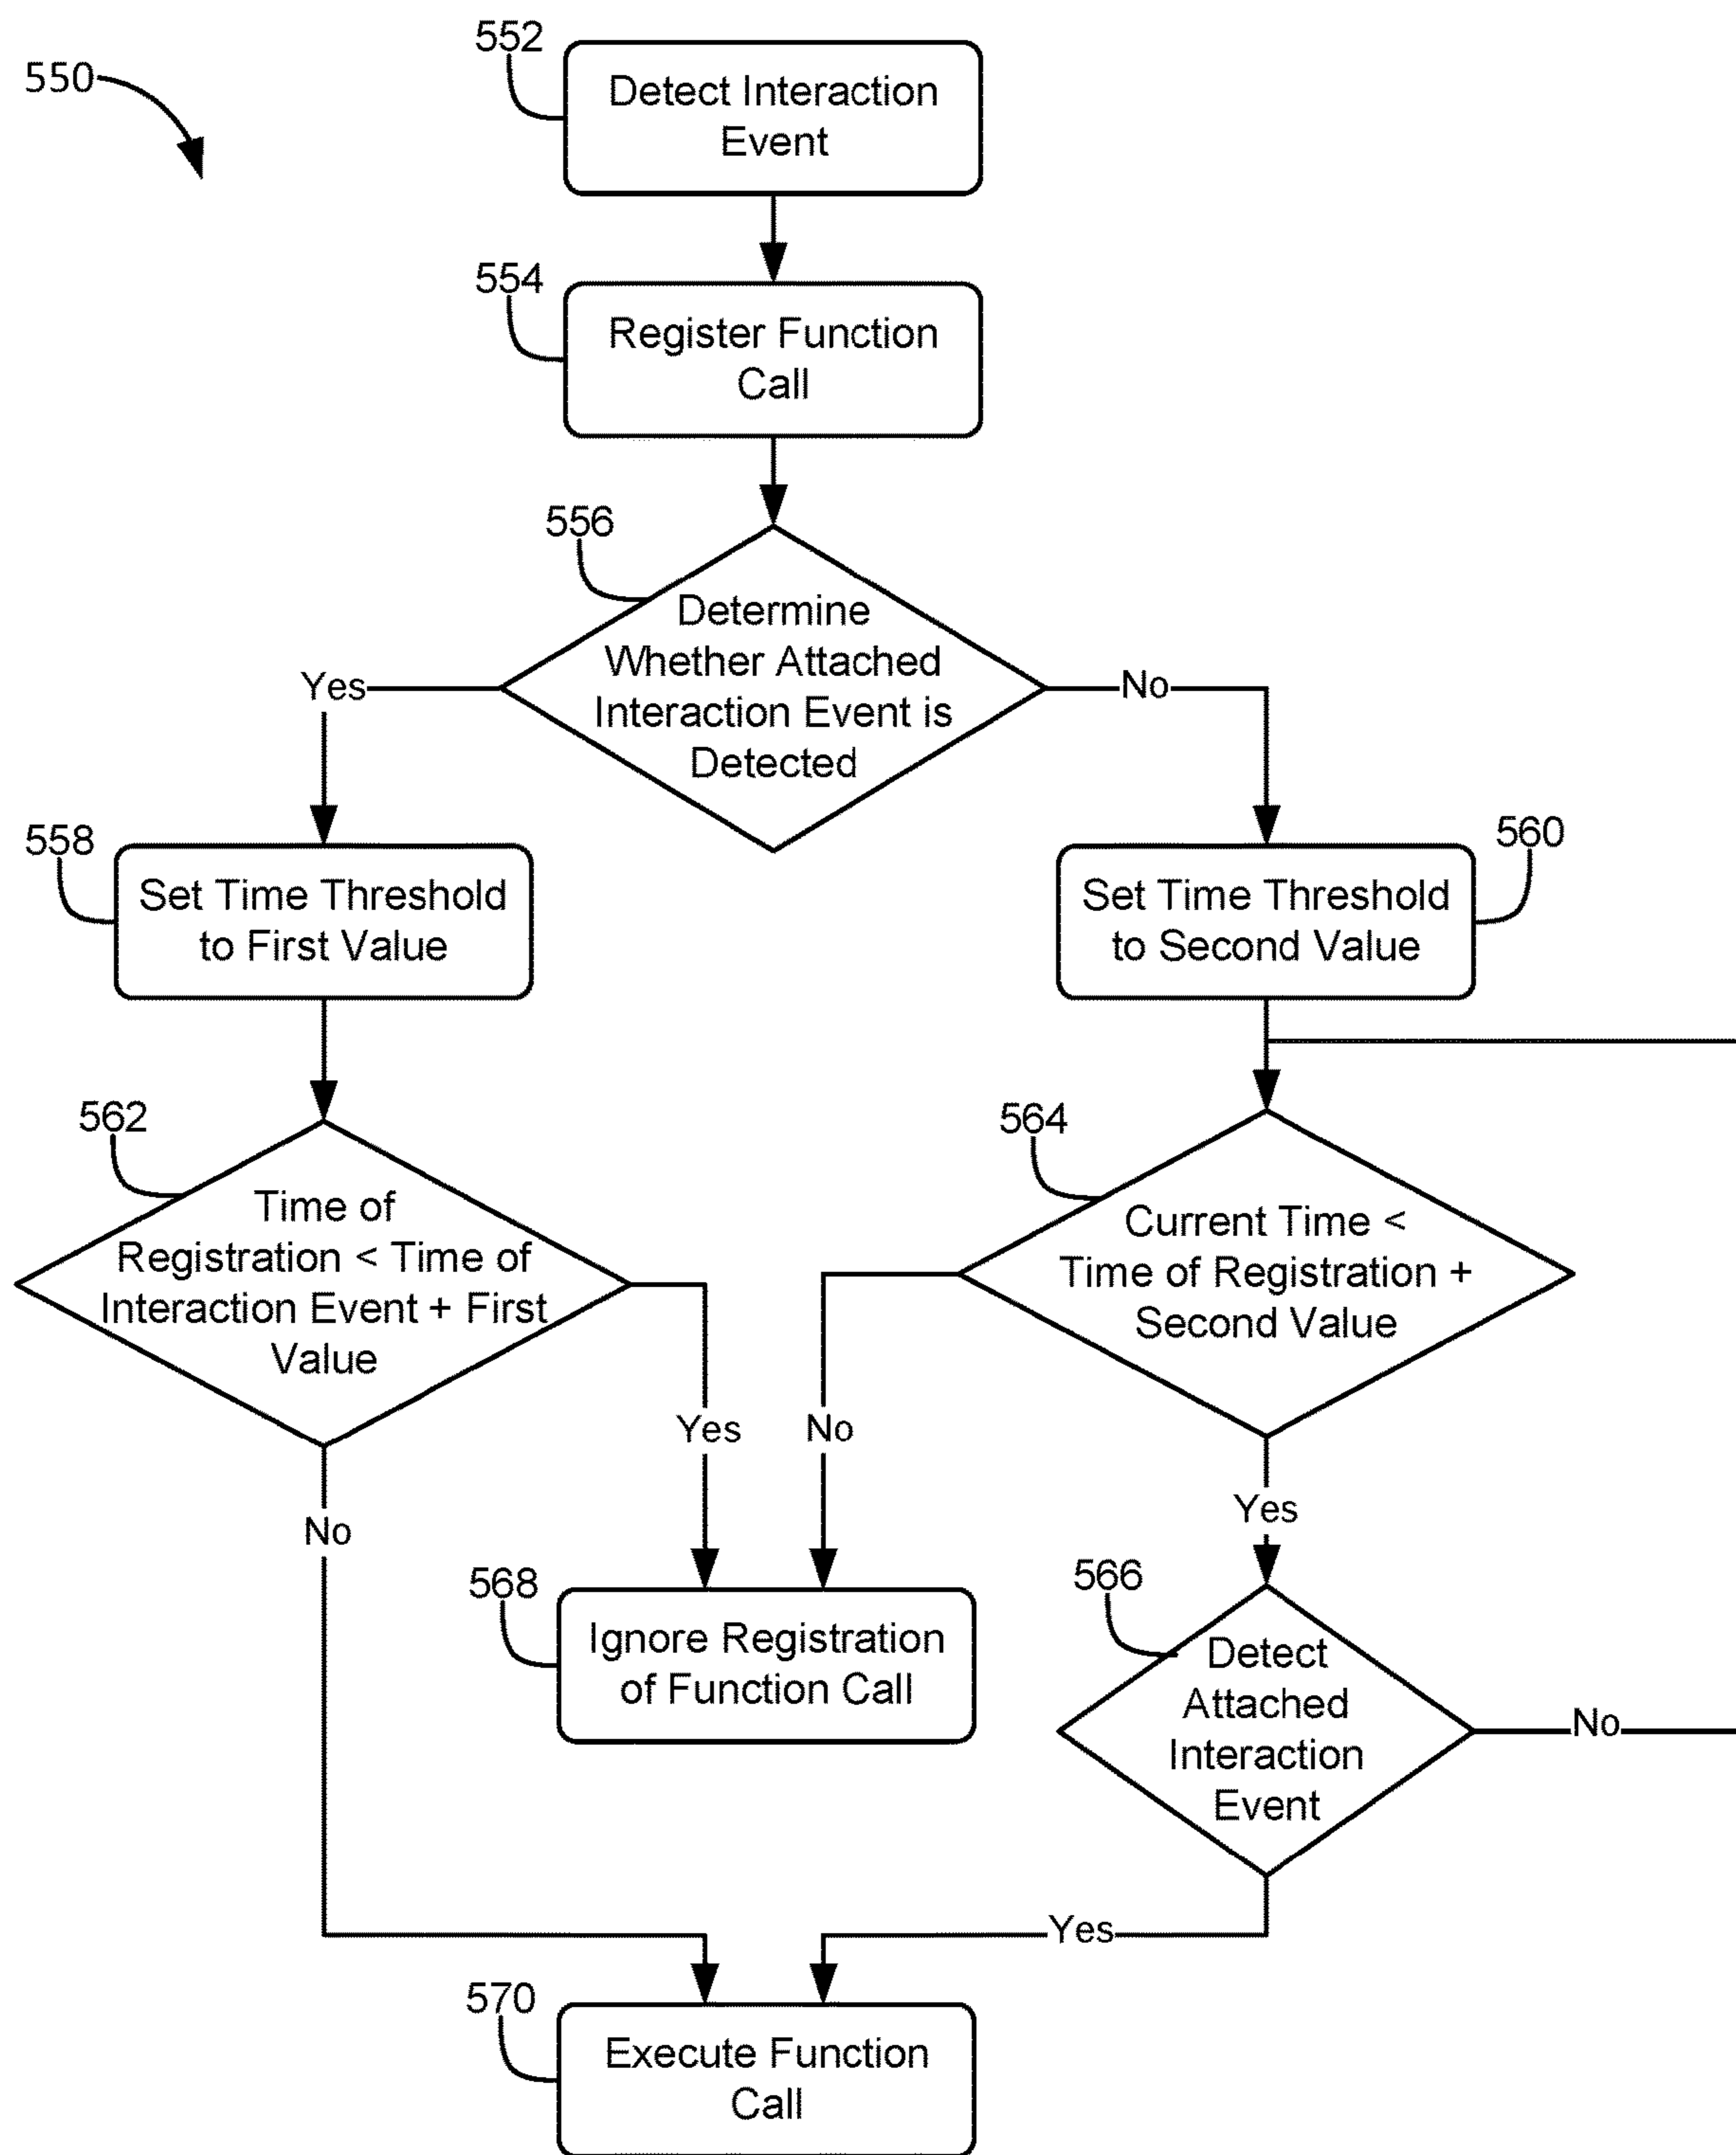 552
550
Detect Interaction
Event
554
Register Function
Call
556
Determine
Whether Attached
Interaction Event is
Detected
Yes
No
558
560
Set Time Threshold
to First Value
Set Time Threshold
to Second Value
562
564
Time of
Registration < Time of
Interaction Event + First
Value
Current Time <
Time of Registration +
Second Value
Yes
No
Yes
No
568
566
Ignore Registration
of Function Call
Detect
Attached
Interaction
Event
No
Yes
570
Execute Function
Call